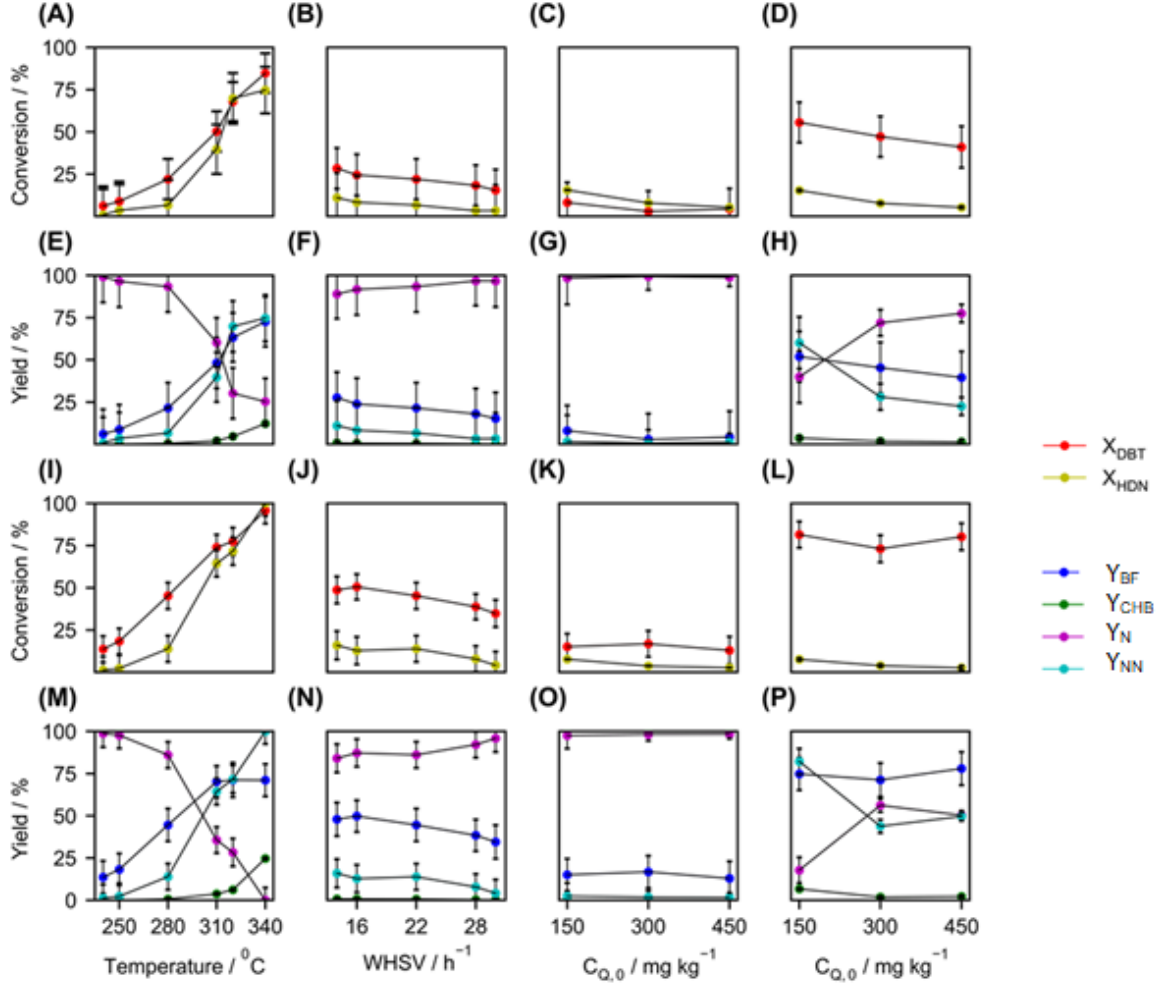 (A) (B) (C) (D)
100
75
50
25
Conversion / %
(E) (F) (G) (H)
100
75
50
25
Yield / %
(I) (J) (K) (L)
100
75
50
25
Conversion / %
(M) (N) (O) (P)
100
75
50
25
0
Yield / %
250 280 310 340
16 22 28
150 300 450
150 300 450
Temperature / ⁰C
WHSV / h⁻¹
C_Q, 0 / mg kg⁻¹
C_Q, 0 / mg kg⁻¹
X_DBT
X_HDN
Y_BF
Y_CHB
Y_N
Y_NN